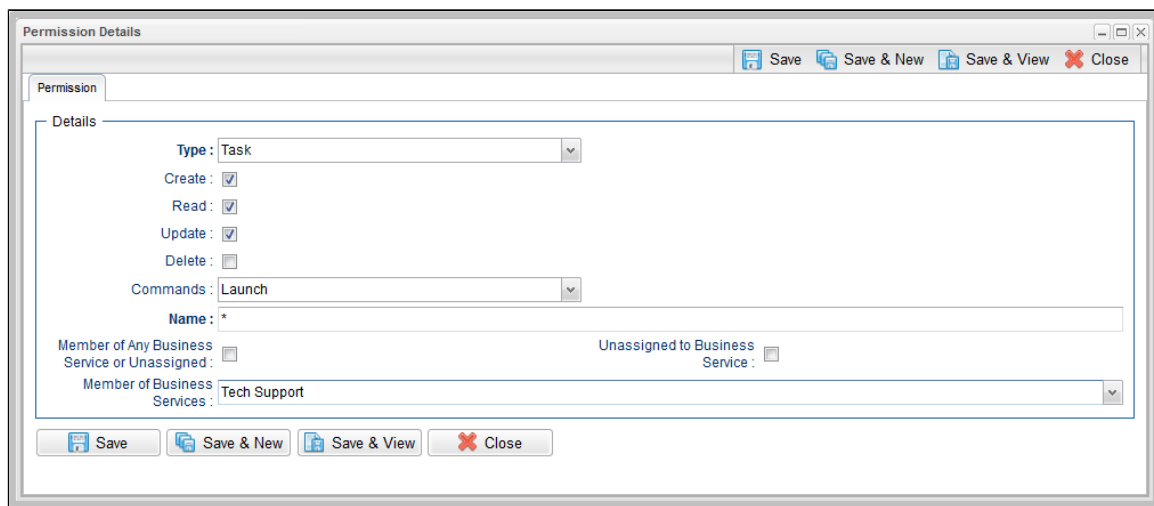 Permission Details
Save Save & New Save & View Close
Permission
Details
Type : Task
Create :
Read :
Update :
Delete :
Commands : Launch
Name : *
Member of Any Business
Service or Unassigned :
Unassigned to Business
Service :
Member of Business
Services :
Tech Support
Save Save & New Save & View Close